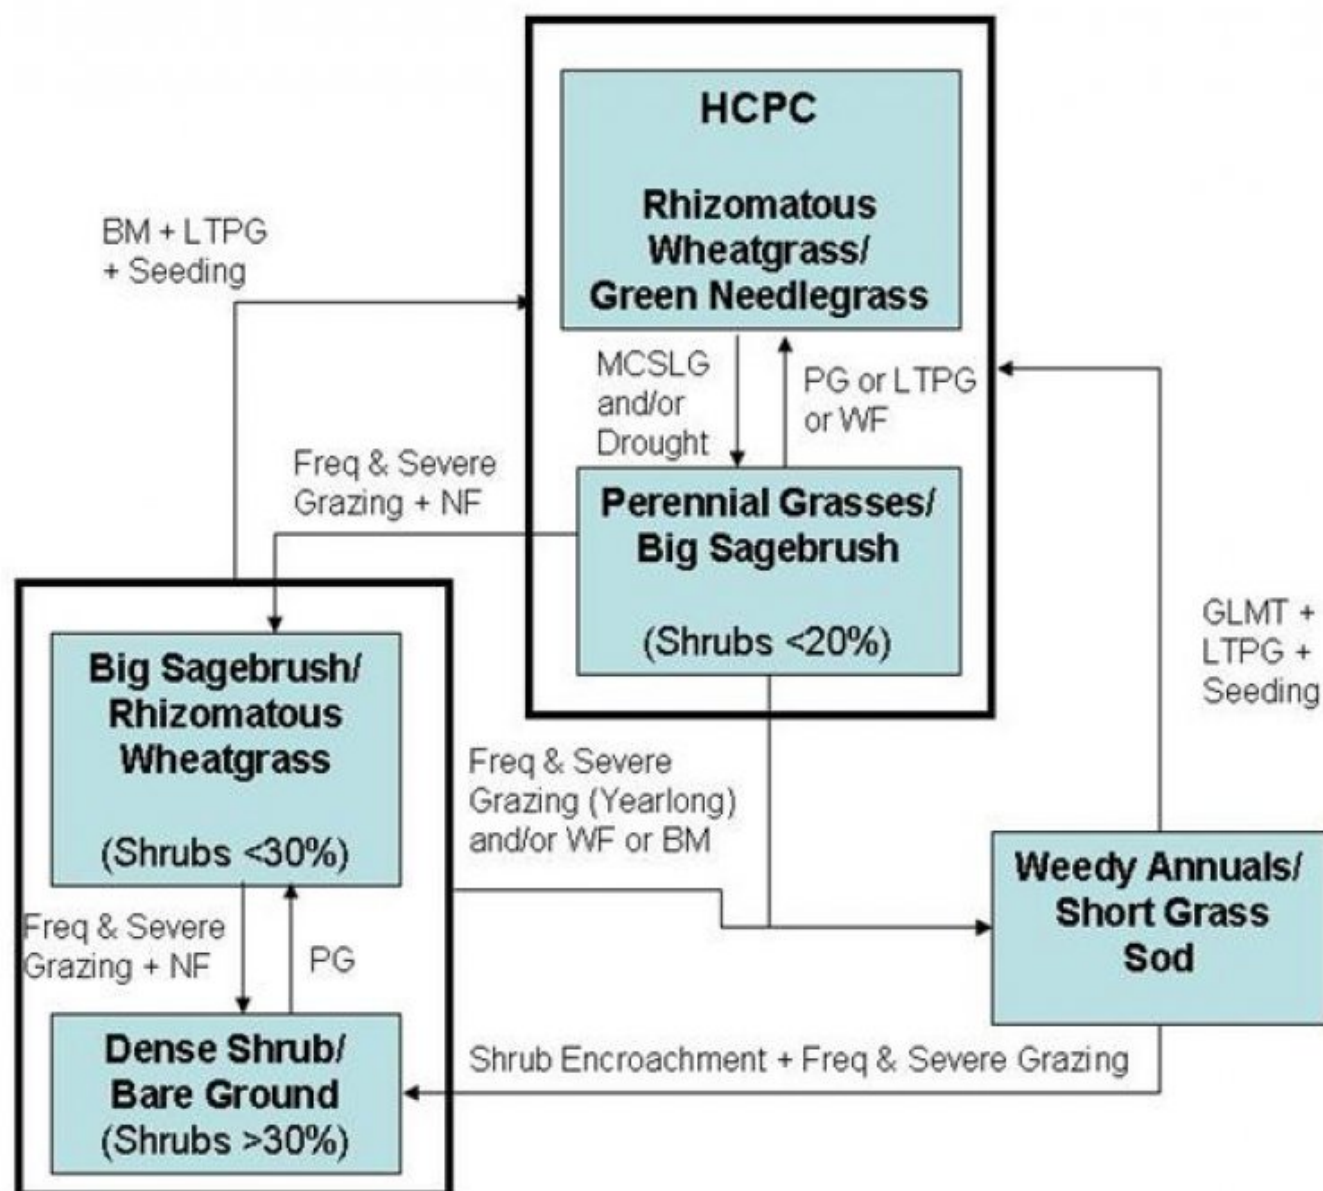 HCPC
Rhizomatous
Wheatgrass/
Green Needlegrass
BM + LTPG
+ Seeding
MCSLG
and/or
Drought
PG or LTPG
or WF
Freq & Severe
Grazing + NF
Perennial Grasses/
Big Sagebrush
(Shrubs <20%)
GLMT +
LTPG +
Seeding
Big Sagebrush/
Rhizomatous
Wheatgrass
(Shrubs <30%)
Freq & Severe
Grazing (Yearlong)
and/or WF or BM
Weedy Annuals/
Short Grass
Sod
Freq & Severe
Grazing + NF
PG
Dense Shrub/
Bare Ground
(Shrubs >30%)
Shrub Encroachment + Freq & Severe Grazing